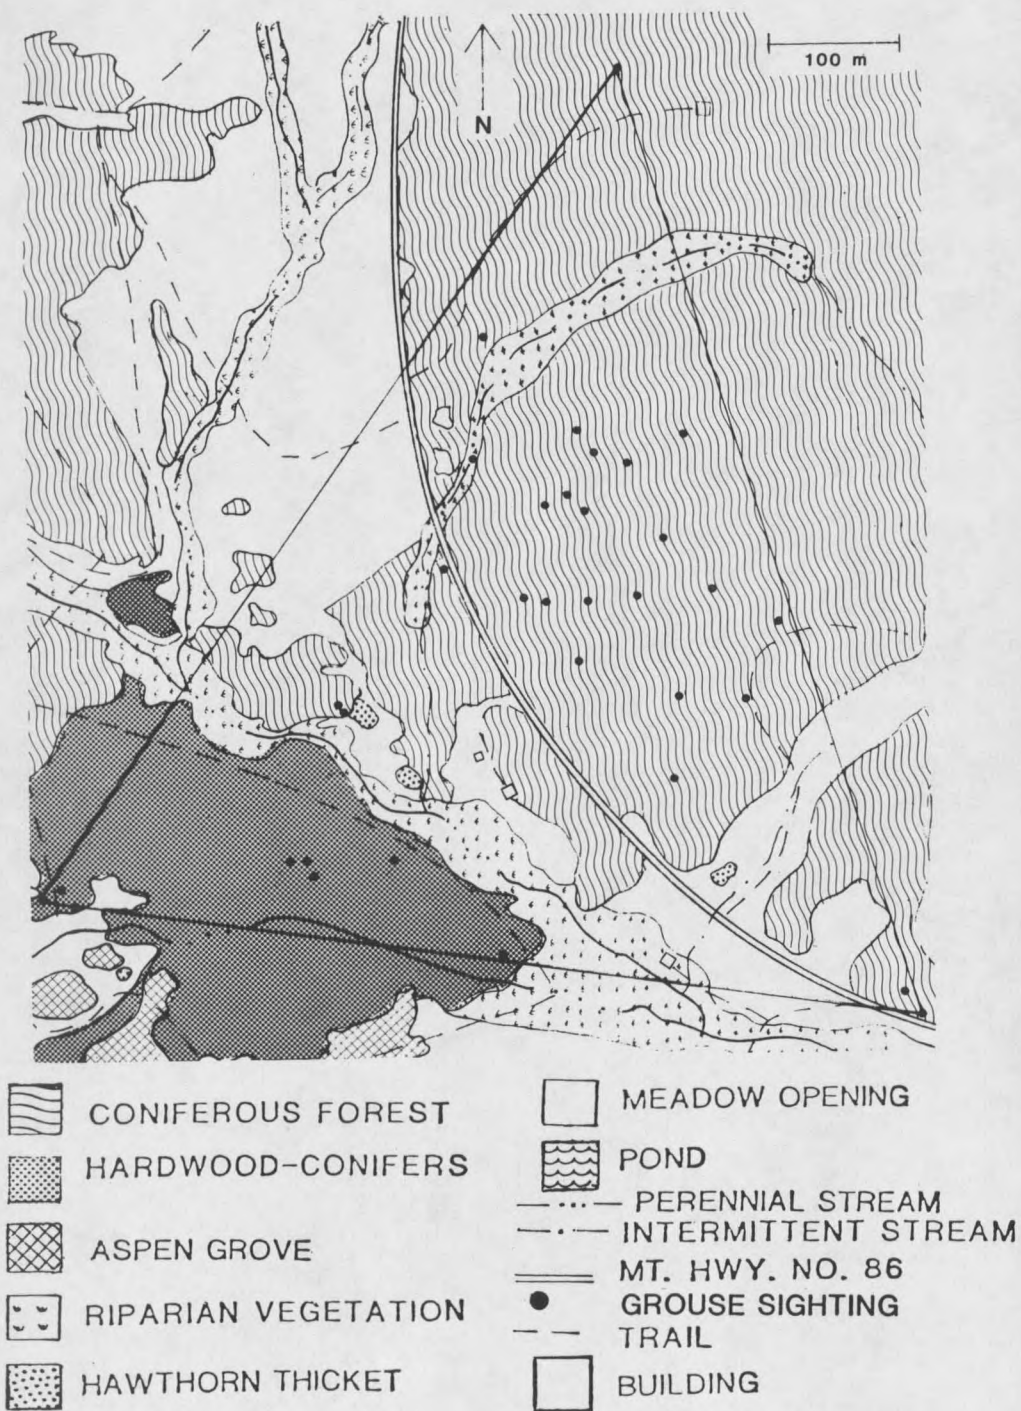 100 m
N
CONIFEROUS FOREST
HARDWOOD-CONIFERS
ASPEN GROVE
RIPARIAN VEGETATION
HAWTHORN THICKET
MEADOW OPENING
POND
PERENNIAL STREAM
INTERMITTENT STREAM
MT. HWY. NO. 86
GROUSE SIGHTING
TRAIL
BUILDING